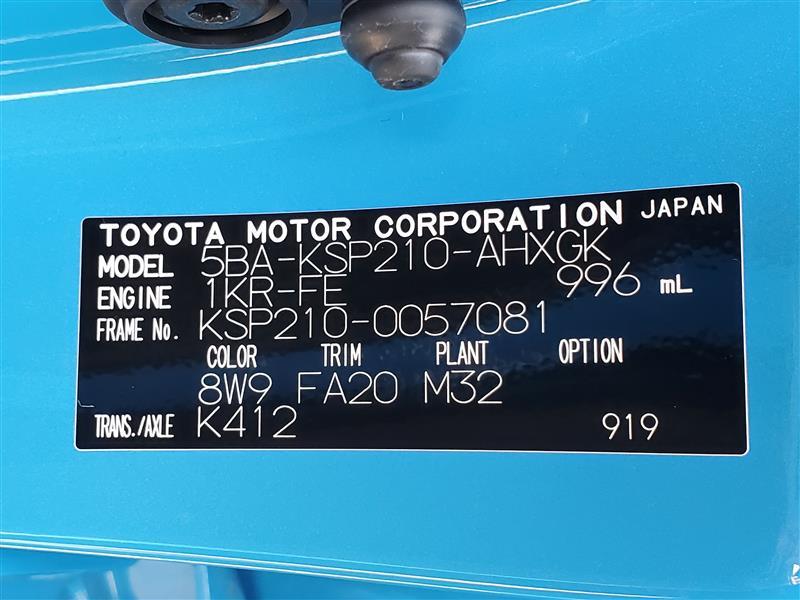 TOYOTA MOTOR CORPORATION JAPAN
MODEL 5BA-KSP210-AHXGK
ENGINE 1KR-FE 996 mL
FRAME No. KSP210-0057081
COLOR TRIM PLANT OPTION
8W9 FA20 M32
TRANS./AXLE K412 919